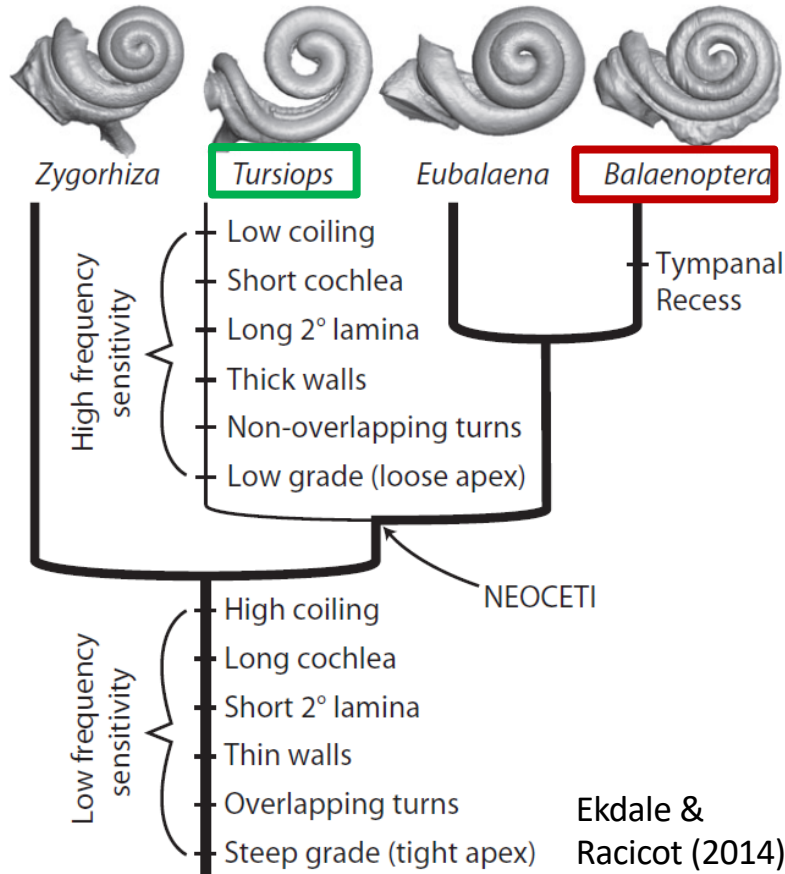 Zygorhiza Tursiops Eubalaena Balaenoptera
High frequency
sensitivity
Low coiling
Short cochlea
Long 2° lamina
Thick walls
Non-overlapping turns
Low grade (loose apex)
Tympanal
Recess
NEOCETI
Low frequency
sensitivity
High coiling
Long cochlea
Short 2° lamina
Thin walls
Overlapping turns
Steep grade (tight apex)
Ekdale &
Racicot (2014)